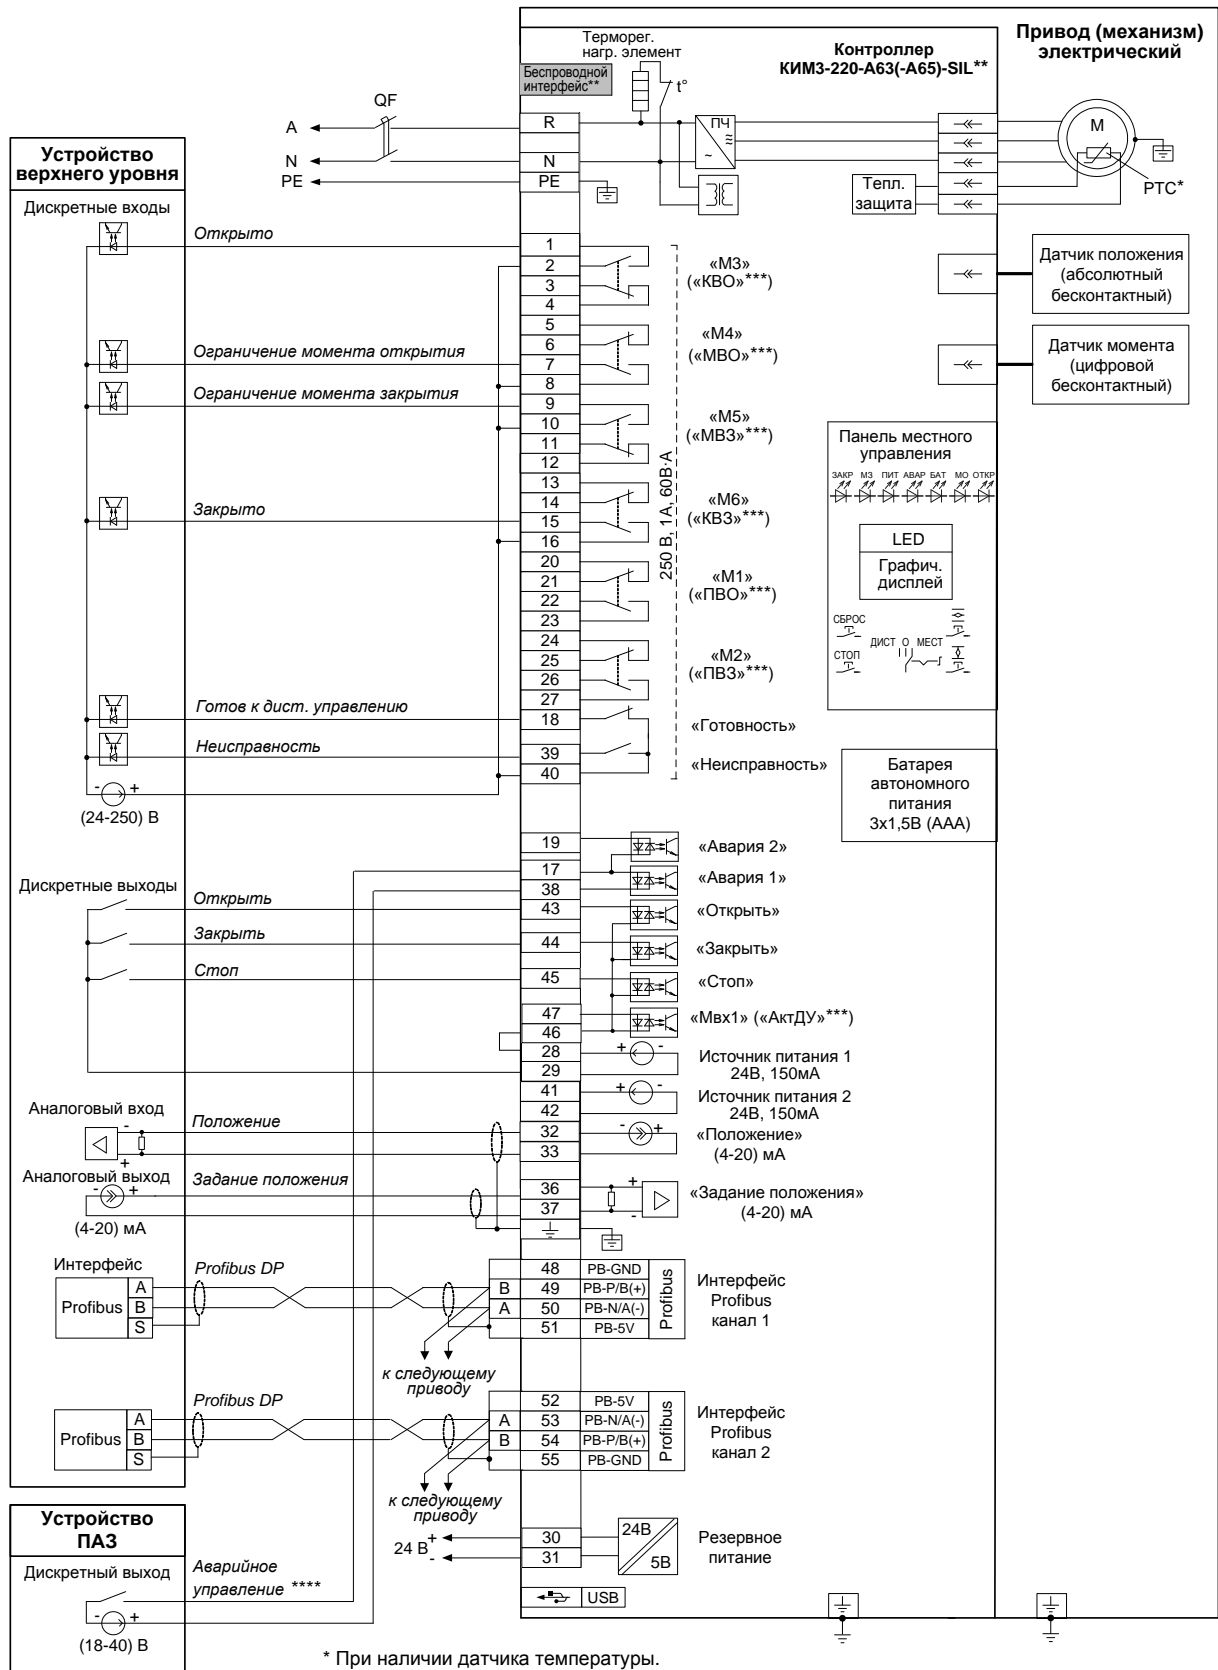 Привод (механизм)
электрический
Контроллер
КИМ3-220-А63(-А65)-SIL**
Терморег.
нагр. элемент
Беспроводной
интерфейс**
t°
QF
A
R
N
N
PE
PE
ПЧ
≈
~
M
PTC*
Тепл.
защита
Устройство
верхнего уровня
Дискретные входы
Открыто
1
2
3
4
«М3»
(«КВО»***)
Датчик положения
(абсолютный
бесконтактный)
5
6
7
8
«М4»
(«МВО»***)
Ограничение момента открытия
Датчик момента
(цифровой
бесконтактный)
Ограничение момента закрытия
9
10
11
12
«М5»
(«МВЗ»***)
250 В, 1А, 60В·А
Панель местного
управления
ЗАКР МЗ ПИТ АВАР БАТ МО ОТКР
LED
Графич.
дисплей
СБРОС
СТОП
ДИСТ О МЕСТ
Закрыто
13
14
15
16
«М6»
(«КВЗ»***)
20
21
22
23
«М1»
(«ПВО»***)
24
25
26
27
«М2»
(«ПВЗ»***)
Готов к дист. управлению
18
«Готовность»
Неисправность
39
40
«Неисправность»
- +
(24-250) В
Батарея
автономного
питания
3х1,5В (ААА)
19
«Авария 2»
17
38
«Авария 1»
Дискретные выходы
Открыть
43
«Открыть»
Закрыть
44
«Закрыть»
Стоп
45
«Стоп»
47
46
«Мвх1» («АктДУ»***)
28
29
+ -
Источник питания 1
24В, 150мА
41
42
+ -
Источник питания 2
24В, 150мА
Аналоговый вход
-
+
Положение
32
33
- +
«Положение»
(4-20) мА
Аналоговый выход
- +
(4-20) мА
Задание положения
36
37
+
-
«Задание положения»
(4-20) мА
Интерфейс
Profibus
A
B
S
Profibus DP
B
A
48 PB-GND
49 PB-P/B(+)
50 PB-N/A(-)
51 PB-5V
Profibus
Интерфейс
Profibus
канал 1
к следующему
приводу
Profibus
A
B
S
Profibus DP
A
B
52 PB-5V
53 PB-N/A(-)
54 PB-P/B(+)
55 PB-GND
Profibus
Интерфейс
Profibus
канал 2
к следующему
приводу
24 В
+
-
30
31
24В
5В
Резервное
питание
USB
Устройство
ПАЗ
Дискретный выход
- +
(18-40) В
Аварийное
управление ****
* При наличии датчика температуры.